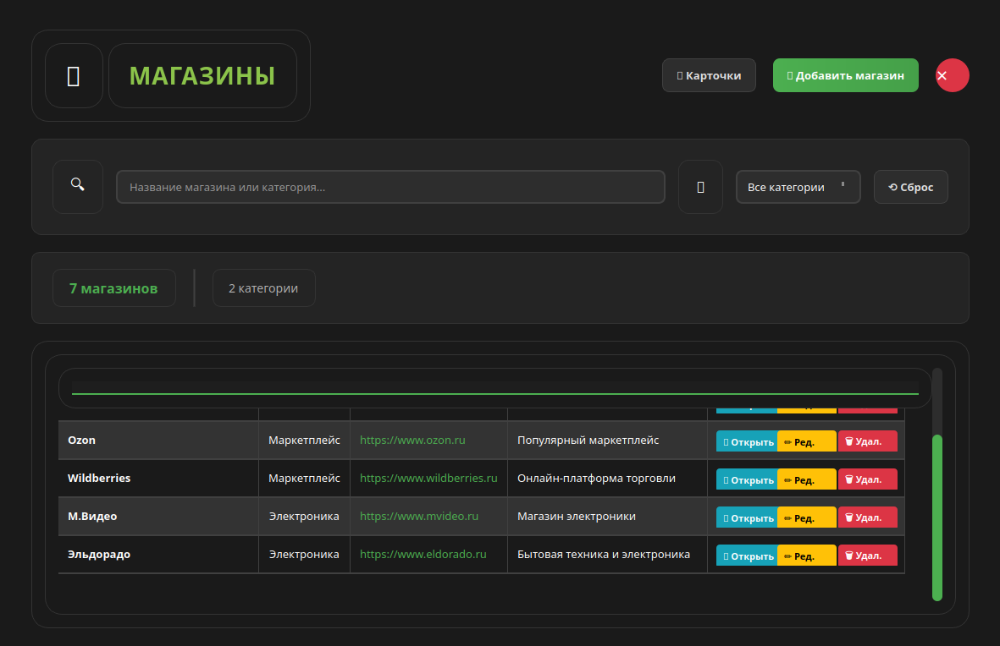 МАГАЗИНЫ
Карточки
Добавить магазин
✕
Название магазина или категория...
Все категории
⟲ Сброс
7 магазинов
2 категории
Ozon Маркетплейс https://www.ozon.ru Популярный маркетплейс Открыть ✏ Ред. 🗑 Удал.
Wildberries Маркетплейс https://www.wildberries.ru Онлайн-платформа торговли Открыть ✏ Ред. 🗑 Удал.
М.Видео Электроника https://www.mvideo.ru Магазин электроники Открыть ✏ Ред. 🗑 Удал.
Эльдорадо Электроника https://www.eldorado.ru Бытовая техника и электроника Открыть ✏ Ред. 🗑 Удал.